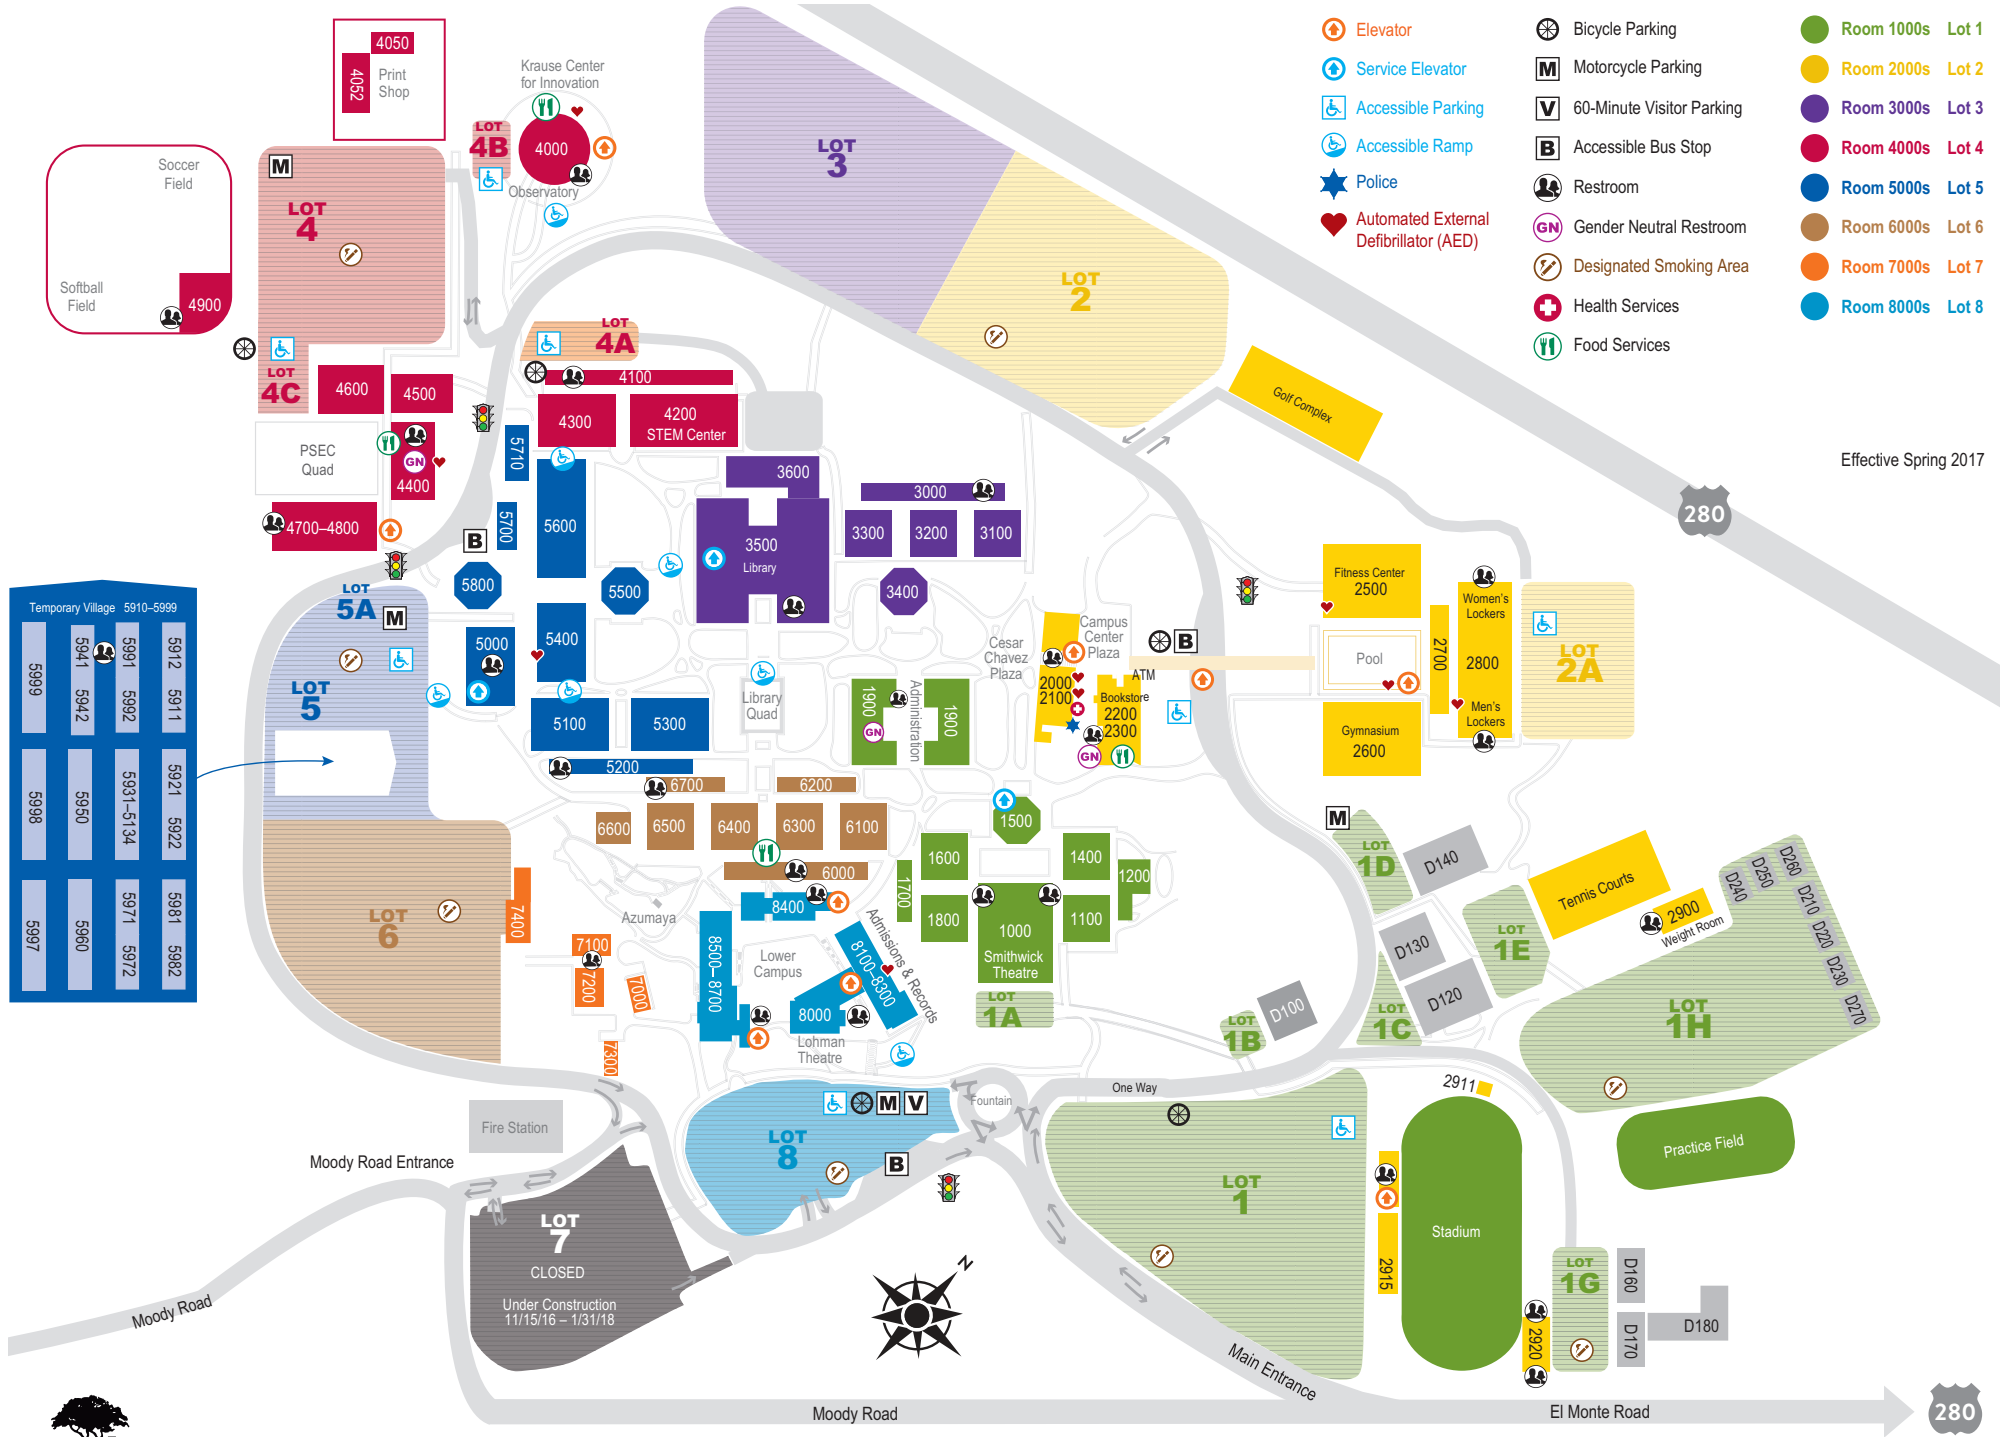 Elevator
Service Elevator
Accessible Parking
Accessible Ramp
Police
Automated External
Defibrillator (AED)
Bicycle Parking
M Motorcycle Parking
V 60-Minute Visitor Parking
B Accessible Bus Stop
Restroom
GN Gender Neutral Restroom
Designated Smoking Area
Health Services
Food Services
Room 1000s Lot 1
Room 2000s Lot 2
Room 3000s Lot 3
Room 4000s Lot 4
Room 5000s Lot 5
Room 6000s Lot 6
Room 7000s Lot 7
Room 8000s Lot 8
Effective Spring 2017
280
4050
4052
Print
Shop
Krause Center
for Innovation
LOT
4B
4000
Observatory
Soccer
Field
Softball
Field
4900
M
LOT
4
LOT
4C
LOT
4A
LOT
3
LOT
2
Golf Complex
4100
4600
4500
4300
4200
STEM Center
PSEC
Quad
GN
4400
4700–4800
5710
5700
5600
B
5800
5500
3600
3500
Library
3000
3300
3200
3100
3400
Temporary Village 5910–5999
5999
5941
5942
5991
5992
5912
5911
5998
5950
5931–5134
5921
5922
5997
5960
5971
5972
5981
5982
LOT
5A
M
LOT
5
5000
5400
5100
5300
5200
Library
Quad
1900
GN
Administration
1900
Cesar
Chavez
Plaza
Campus
Center
Plaza
B
ATM
2000
2100
Bookstore
2200
2300
GN
Fitness Center
2500
Pool
2700
Women's
Lockers
2800
Men's
Lockers
Gymnasium
2600
LOT
2A
6700
6200
6600
6500
6400
6300
6100
6000
LOT
6
7400
7100
7200
7000
7300
Azumaya
8400
8500–8700
Lower
Campus
8100–8300
Admissions & Records
8000
Lohman
Theatre
1500
1600
1400
1700
1200
1800
1100
1000
Smithwick
Theatre
LOT
1A
M
LOT
1D
D140
D130
D120
LOT
1C
LOT
1B
D100
LOT
1E
Tennis Courts
2900
Weight Room
D240
D250
D260
D210
D220
D230
D270
LOT
1H
Practice Field
One Way
Fountain
2911
Fire Station
Moody Road Entrance
LOT
8
M
V
B
LOT
7
CLOSED
Under Construction
11/15/16 – 1/31/18
N
LOT
1
2915
Stadium
2920
LOT
1G
D160
D170
D180
Moody Road
Main Entrance
Moody Road
El Monte Road
280